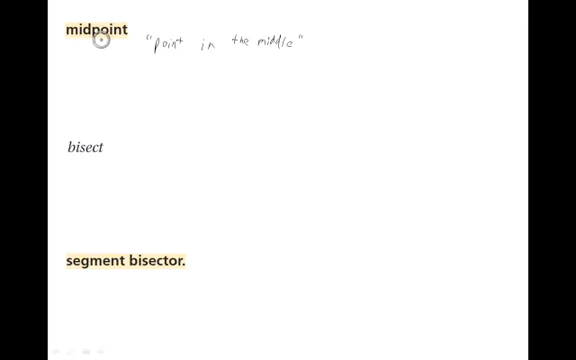 midpoint "point in the middle"
bisect
segment bisector.